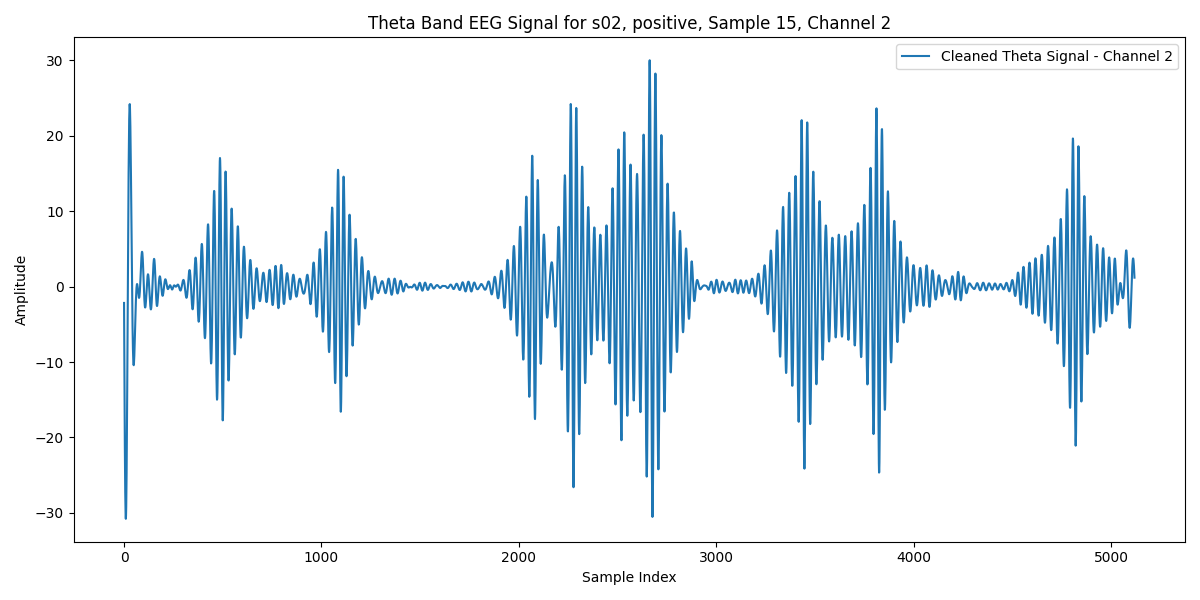 Theta Band EEG Signal for s02, positive, Sample 15, Channel 2
Cleaned Theta Signal - Channel 2
30
20
10
0
−10
−20
−30
Amplitude
0 1000 2000 3000 4000 5000
Sample Index